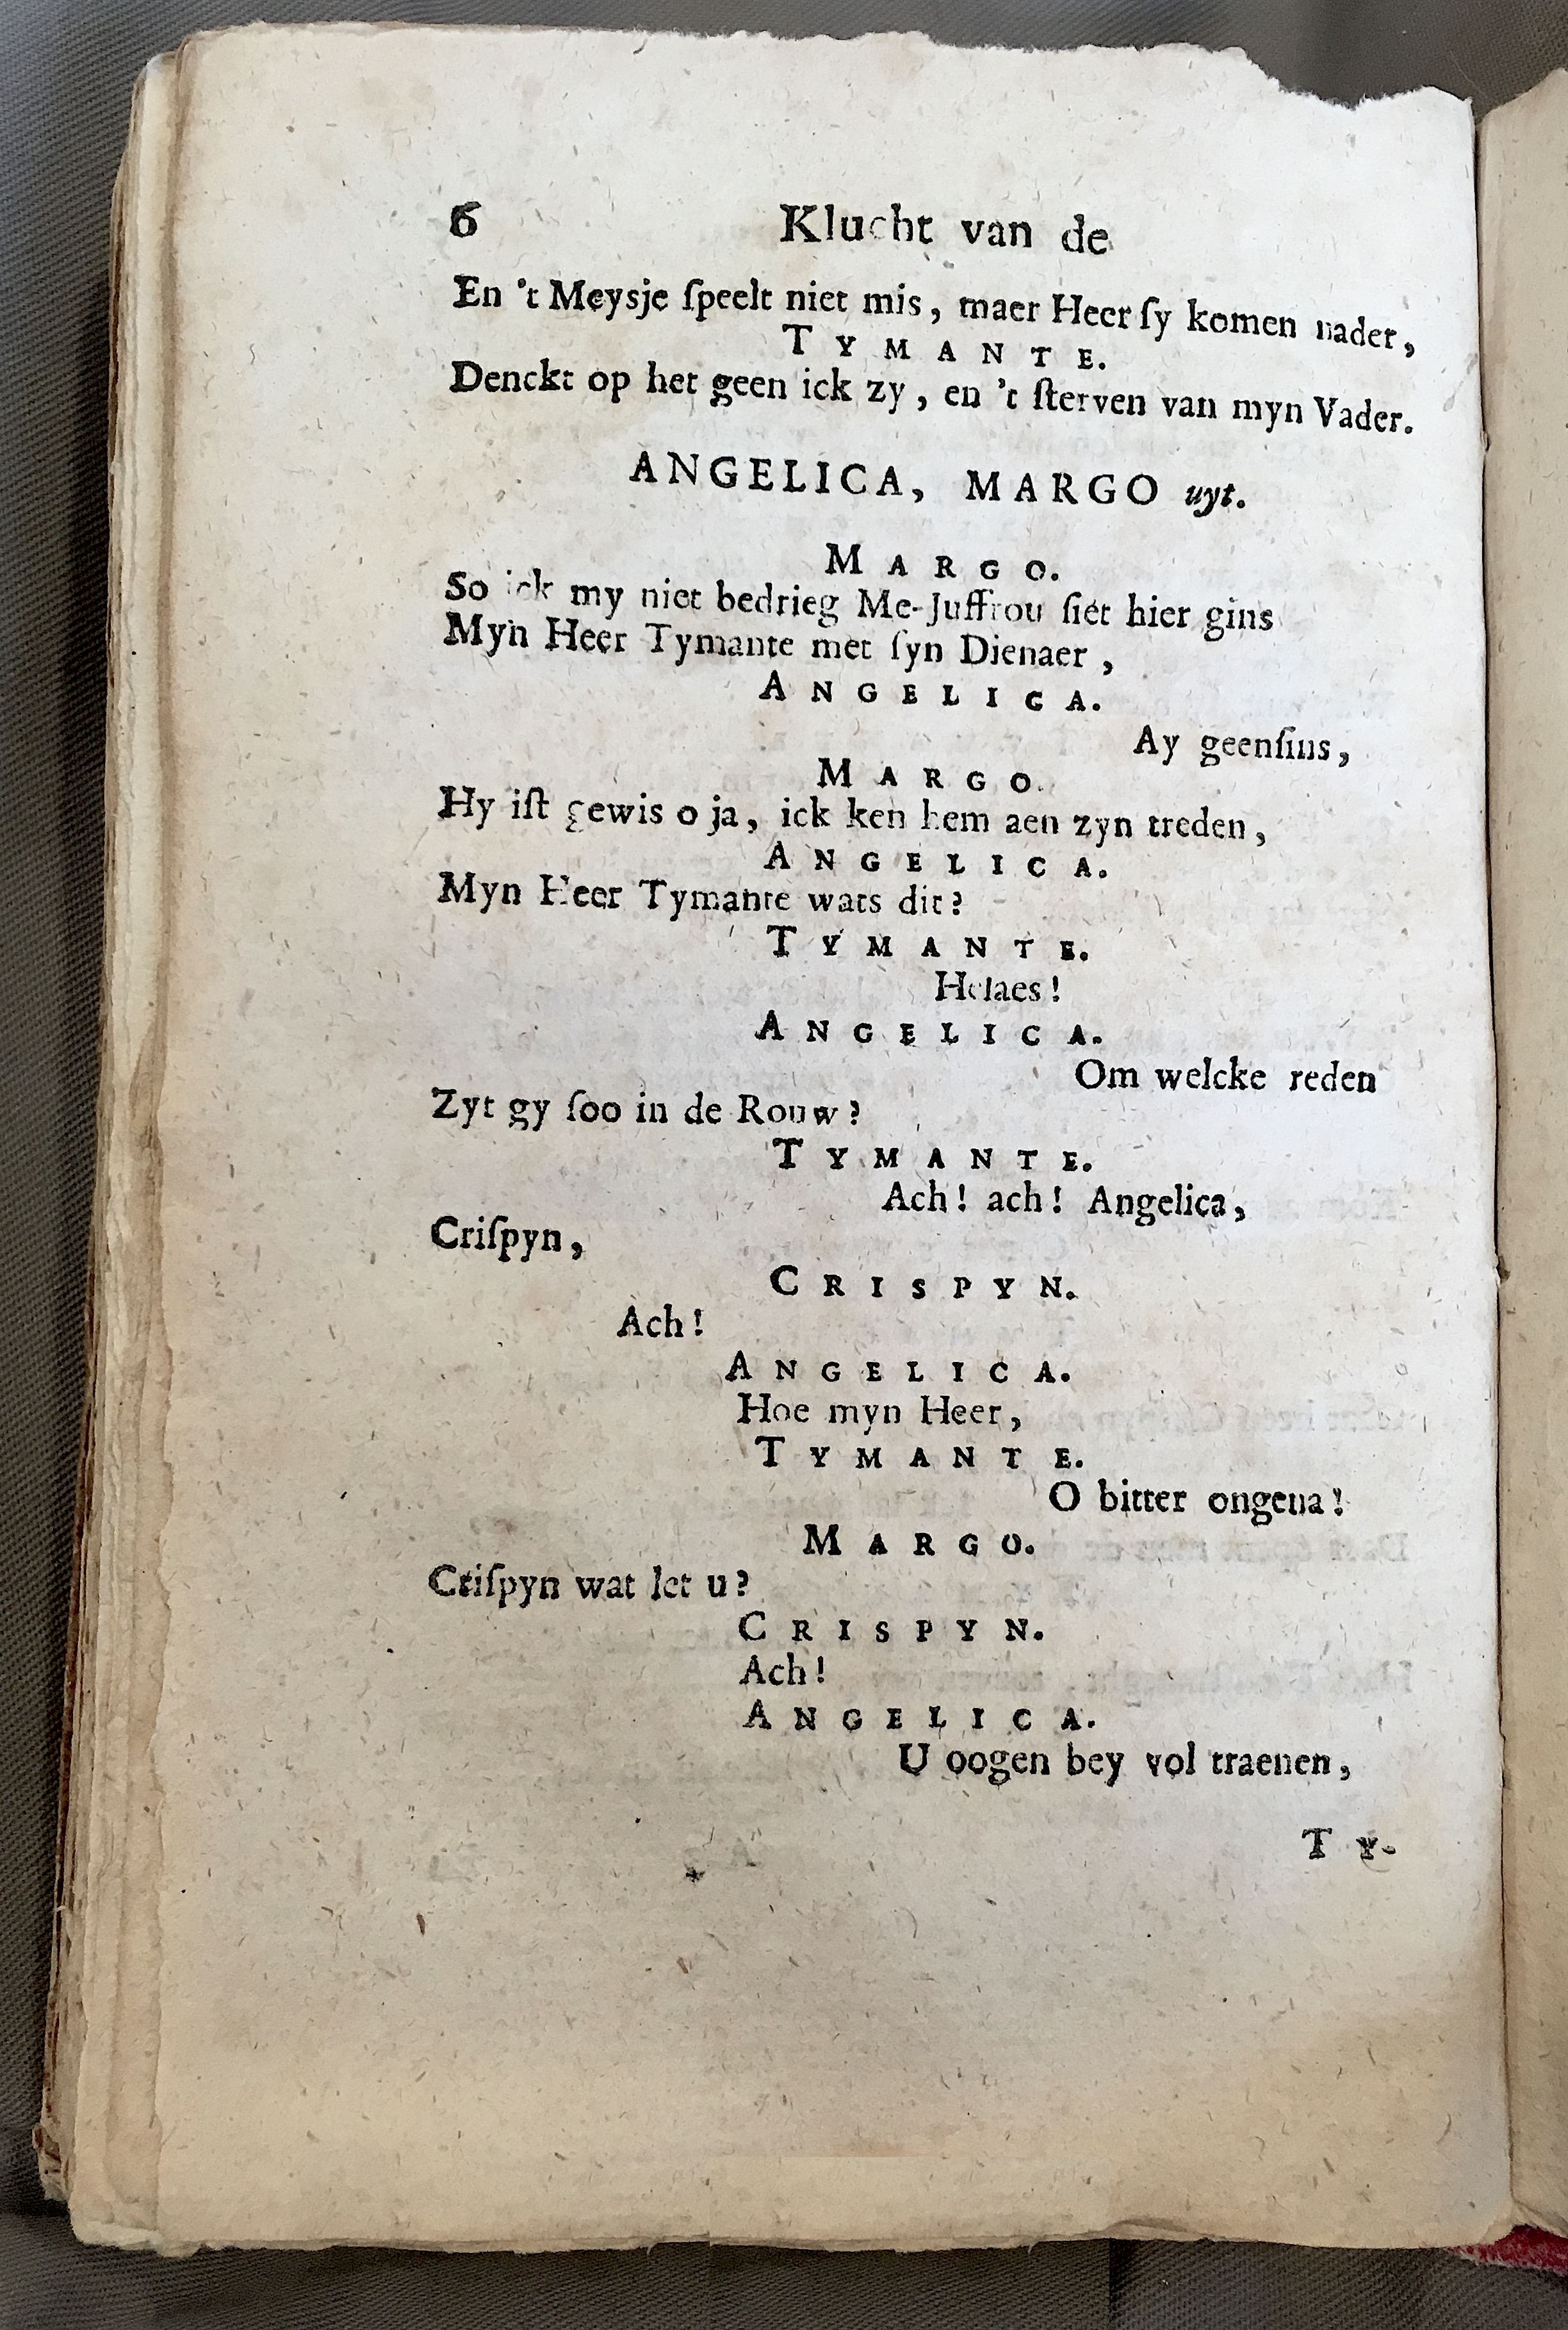 6 Klucht van de
En 't Meysje ſpeelt niet mis, maer Heer ſy komen nader,
TYMANTE.
Denckt op het geen ick zy, en 't ſterven van myn Vader.
ANGELICA, MARGO uyt.
MARGO.
So ick my niet bedrieg Me-Juffrou ſiet hier gins
Myn Heer Tymante met ſyn Dienaer,
ANGELICA.
Ay geenſins,
MARGO.
Hy iſt gewis o ja, ick ken hem aen zyn treden,
ANGELICA.
Myn Heer Tymante wats dit?
TYMANTE.
Helaes!
ANGELICA.
Om welcke reden
Zyt gy ſoo in de Rouw?
TYMANTE.
Ach! ach! Angelica,
Criſpyn,
CRISPYN.
Ach!
ANGELICA.
Hoe myn Heer,
TYMANTE.
O bitter ongena!
MARGO.
Criſpyn wat let u?
CRISPYN.
Ach!
ANGELICA.
U oogen bey vol traenen,
TY-